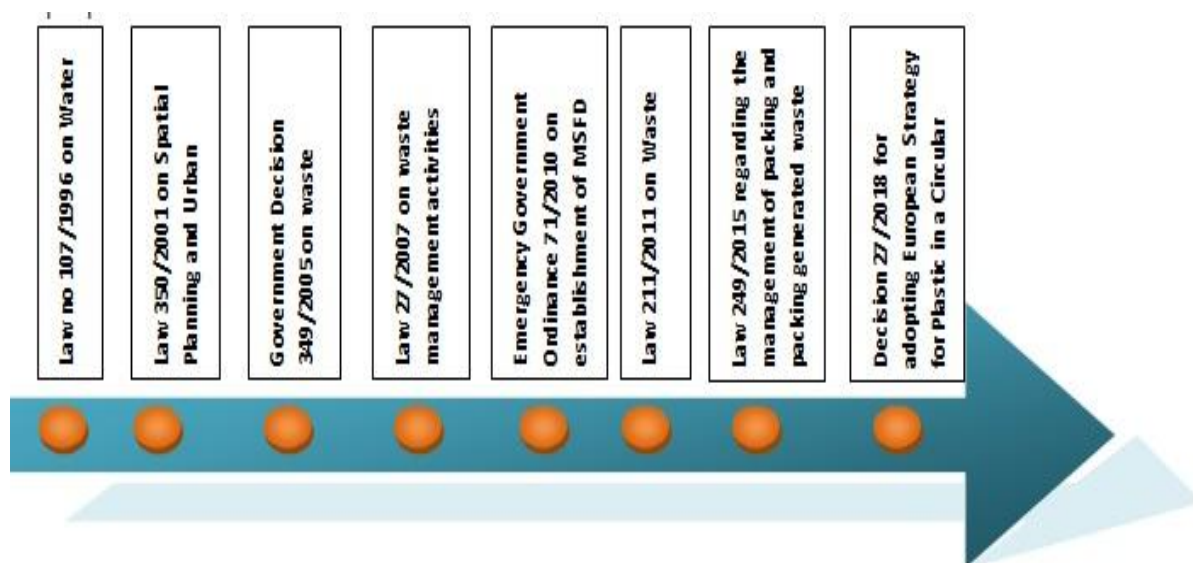 Law no 107/1996 on Water
Law 350/2001 on Spatial
Planning and Urban
Government Decision
349/2005 on waste
Law 27/2007 on waste
management activities
Emergency Government
Ordinance 71/2010 on
establishment of MSFD
Law 211/2011 on Waste
Law 249/2015 regarding the
management of packing and
packing generated waste
Decision 27/2018 for
adopting European Strategy
for Plastic in a Circular